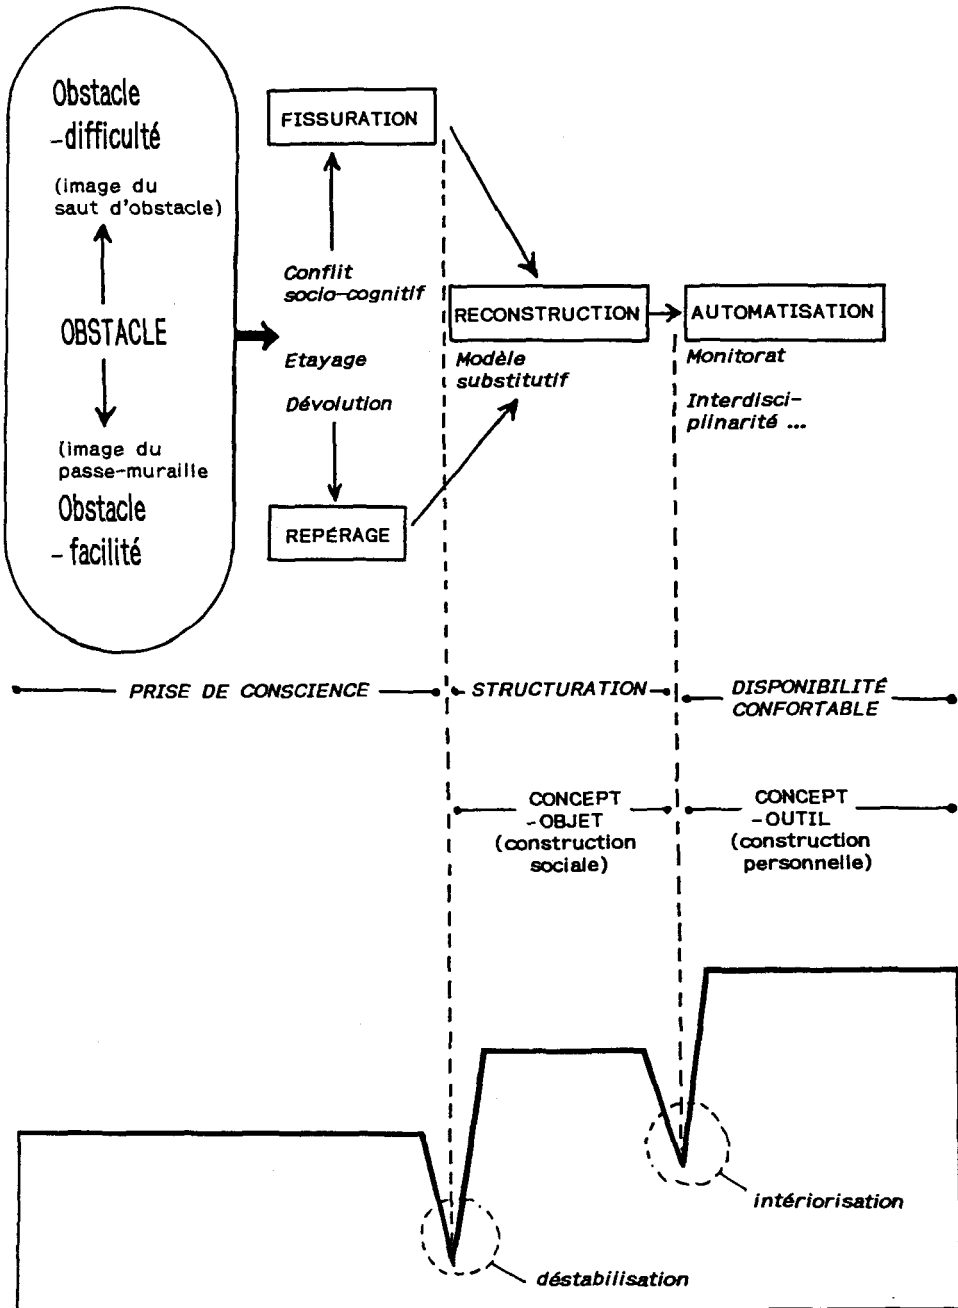 Obstacle
-difficulté
(image du
saut d'obstacle)
OBSTACLE
(image du
passe-muraille
Obstacle
- facilité
FISSURATION
Conflit
socio-cognitif
Etayage
Dévolution
REPÉRAGE
RECONSTRUCTION
Modèle
substitutif
AUTOMATISATION
Monitorat
Interdisci-
plinarité ...
PRISE DE CONSCIENCE
STRUCTURATION
DISPONIBILITÉ
CONFORTABLE
CONCEPT
-OBJET
(construction
sociale)
CONCEPT
-OUTIL
(construction
personnelle)
intériorisation
déstabilisation